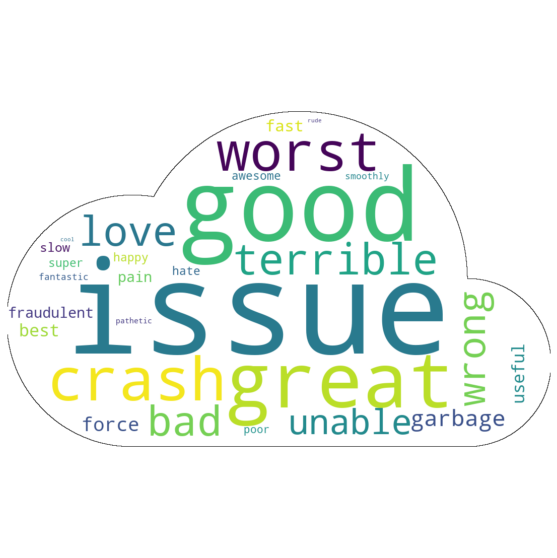 fast
rude
worst
awesome
smoothly
good
love
cool
slow
terrible
super
happy
hate
fantastic
pain
issue
fraudulent
pathetic
best
wrong
useful
crash
great
force
bad
poor
unable
garbage